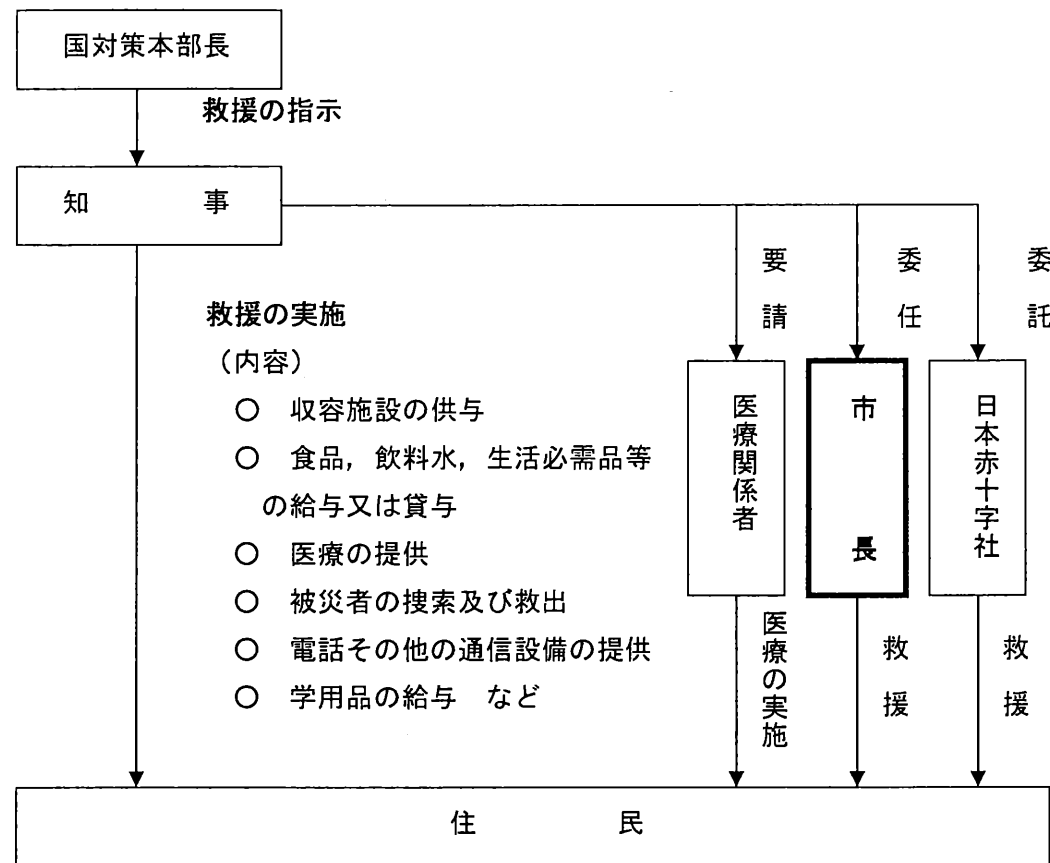 国対策本部長
救援の指示
知　事
要請
委任
委託
救援の実施
（内容）
○　収容施設の供与
○　食品，飲料水，生活必需品等
の給与又は貸与
○　医療の提供
○　被災者の捜索及び救出
○　電話その他の通信設備の提供
○　学用品の給与　など
医療関係者
市長
日本赤十字社
医療の実施
救援
救援
住　民